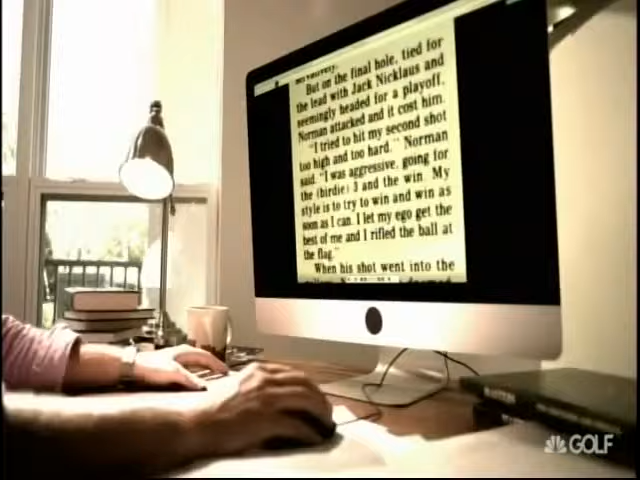 But on the final hole, tied for
the lead with Jack Nicklaus and
seemingly headed for a playoff,
Norman attacked and it cost him.
"I tried to hit my second shot
too high and too hard." Norman
said. "I was aggressive, going for
the (birdie) 3 and the win. My
style is to try to win and win as
soon as I can. I let my ego get the
best of me and I rifled the ball at
the flag."
When his shot went into the
GOLF